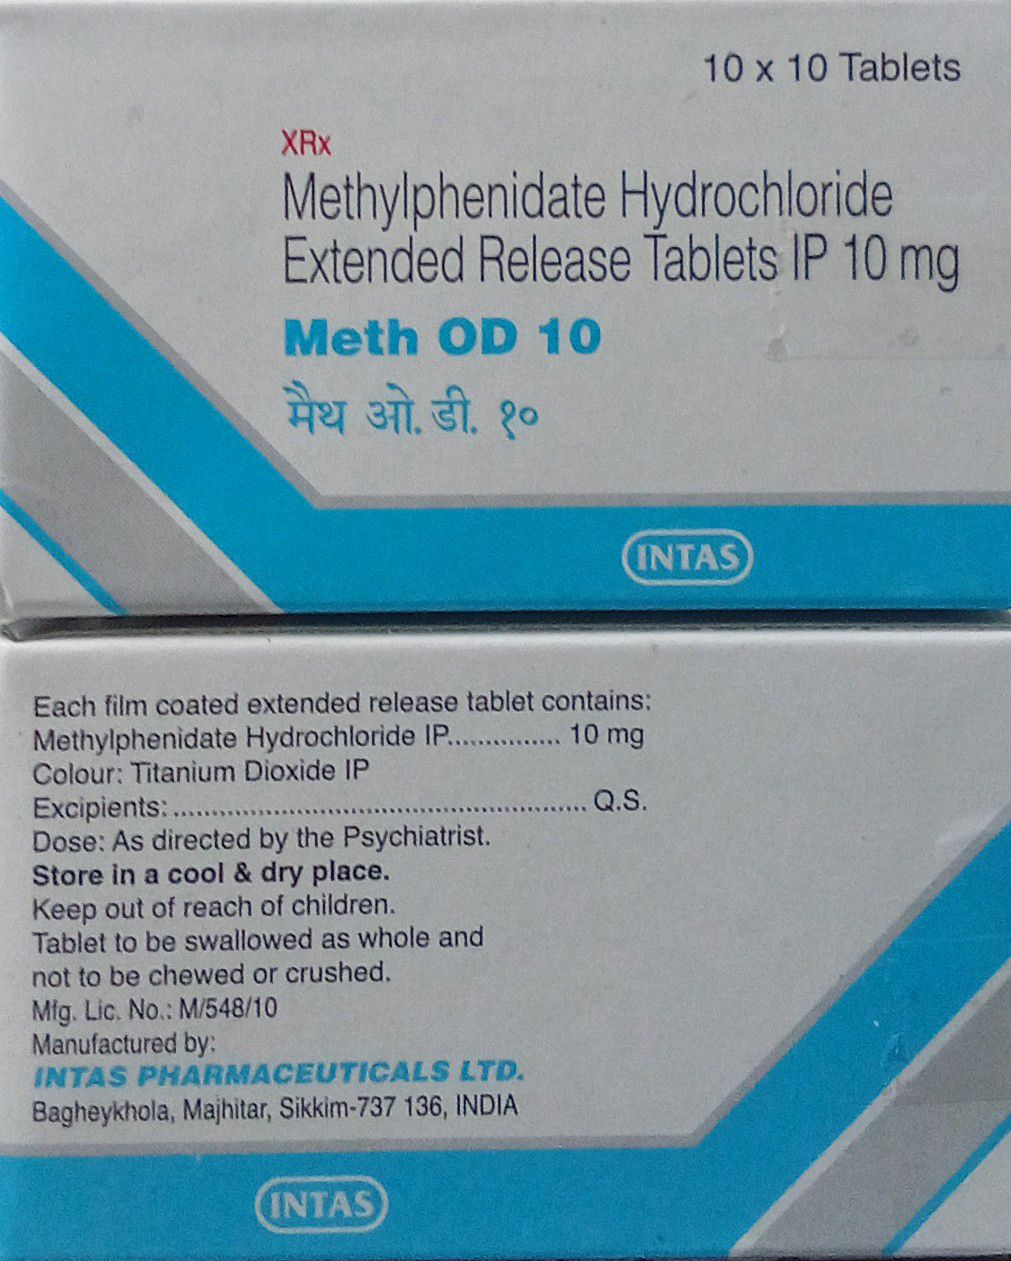 10 x 10 Tablets
XRx
Methylphenidate Hydrochloride
Extended Release Tablets IP 10 mg
Meth OD 10
मैथ ओ. डी. १०
INTAS
Each film coated extended release tablet contains:
Methylphenidate Hydrochloride IP............... 10 mg
Colour: Titanium Dioxide IP
Excipients:....................................................... Q.S.
Dose: As directed by the Psychiatrist.
Store in a cool & dry place.
Keep out of reach of children.
Tablet to be swallowed as whole and
not to be chewed or crushed.
Mfg. Lic. No.: M/548/10
Manufactured by:
INTAS PHARMACEUTICALS LTD.
Bagheykhola, Majhitar, Sikkim-737 136, INDIA
INTAS